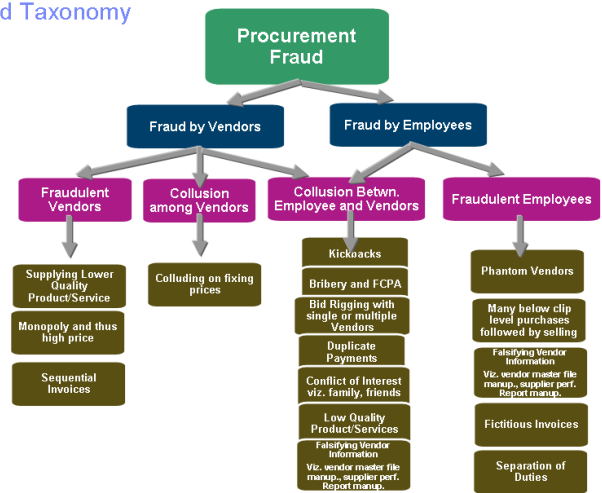 d Taxonomy
Procurement
Fraud
Fraud by Vendors
Fraud by Employees
Fraudulent
Vendors
Collusion
among Vendors
Collusion Betwn.
Employee and Vendors
Fraudulent Employees
Supplying Lower
Quality
Product/Service
Monopoly and thus
high price
Sequential
Invoices
Colluding on fixing
prices
Kickbacks
Bribery and FCPA
Bid Rigging with
single or multiple
Vendors
Duplicate
Payments
Conflict of Interest
viz. family, friends
Low Quality
Product/Services
Falsifying Vendor
Information
Viz. vendor master file
manup., supplier perf.
Report manup.
Phantom Vendors
Many below clip
level purchases
followed by selling
Falsifying Vendor
Information
Viz. vendor master file
manup., supplier perf.
Report manup.
Fictitious Invoices
Separation of
Duties